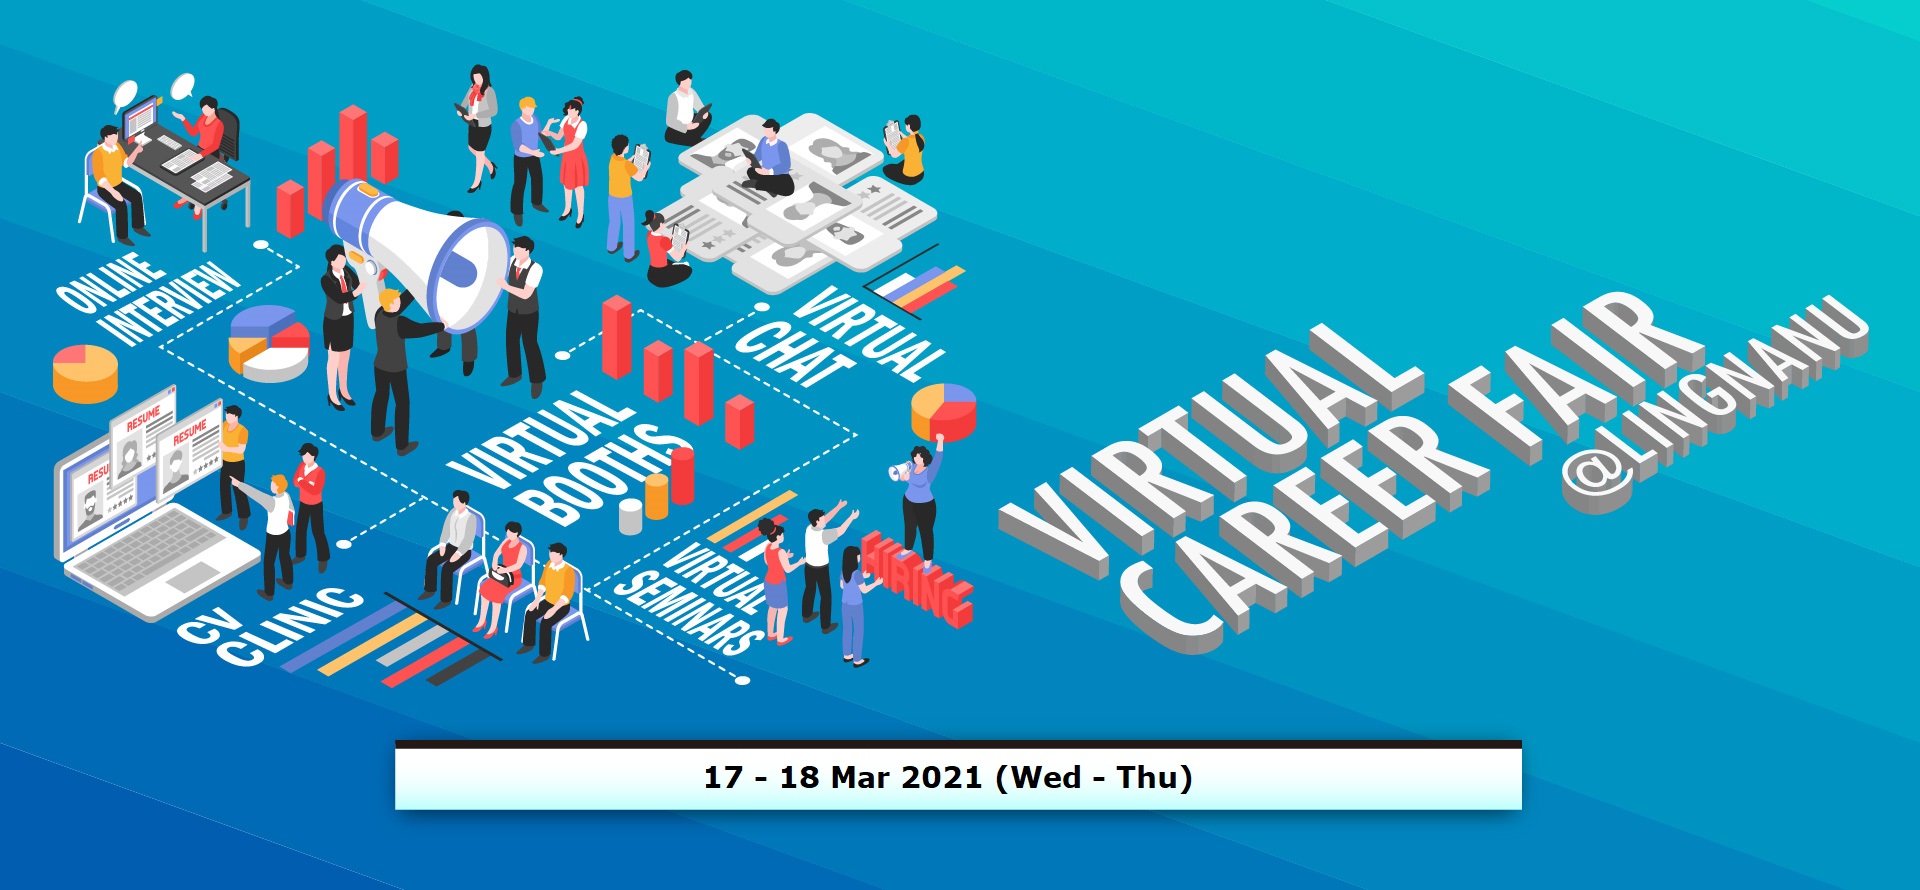 ONLINE
INTERVIEW
VIRTUAL
CHAT
VIRTUAL
BOOTHS
RESUME
RESUME
RESU
CV
CLINIC
VIRTUAL
SEMINARS
HIRING
VIRTUAL
CAREER FAIR
@LINGNANU
17 - 18 Mar 2021 (Wed - Thu)